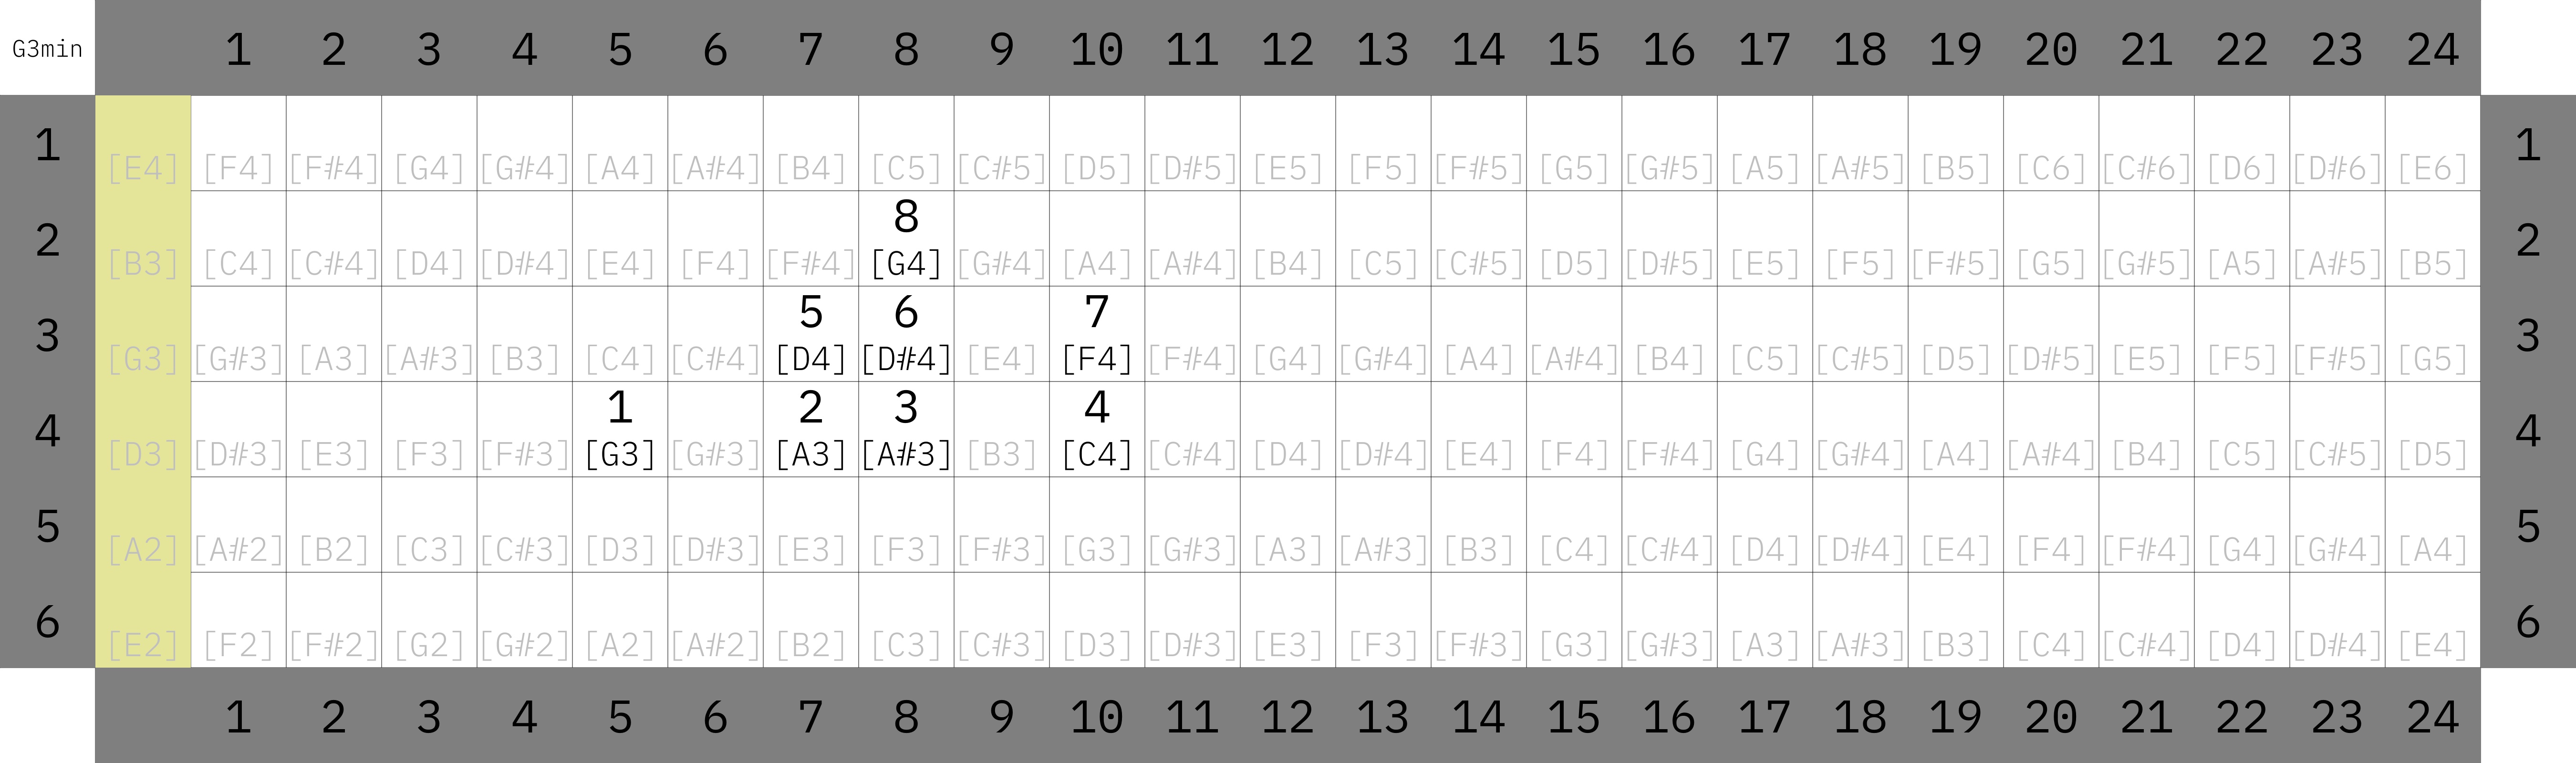 G3min 1 2 3 4 5 6 7 8 9 10 11 12 13 14 15 16 17 18 19 20 21 22 23 24
1 [E4] [F4] [F#4] [G4] [G#4] [A4] [A#4] [B4] [C5] [C#5] [D5] [D#5] [E5] [F5] [F#5] [G5] [G#5] [A5] [A#5] [B5] [C6] [C#6] [D6] [D#6] [E6] 1
8
2 [B3] [C4] [C#4] [D4] [D#4] [E4] [F4] [F#4] [G4] [G#4] [A4] [A#4] [B4] [C5] [C#5] [D5] [D#5] [E5] [F5] [F#5] [G5] [G#5] [A5] [A#5] [B5] 2
5 6 7
3 [G3] [G#3] [A3] [A#3] [B3] [C4] [C#4] [D4] [D#4] [E4] [F4] [F#4] [G4] [G#4] [A4] [A#4] [B4] [C5] [C#5] [D5] [D#5] [E5] [F5] [F#5] [G5] 3
1 2 3 4
4 [D3] [D#3] [E3] [F3] [F#3] [G3] [G#3] [A3] [A#3] [B3] [C4] [C#4] [D4] [D#4] [E4] [F4] [F#4] [G4] [G#4] [A4] [A#4] [B4] [C5] [C#5] [D5] 4
5 [A2] [A#2] [B2] [C3] [C#3] [D3] [D#3] [E3] [F3] [F#3] [G3] [G#3] [A3] [A#3] [B3] [C4] [C#4] [D4] [D#4] [E4] [F4] [F#4] [G4] [G#4] [A4] 5
6 [E2] [F2] [F#2] [G2] [G#2] [A2] [A#2] [B2] [C3] [C#3] [D3] [D#3] [E3] [F3] [F#3] [G3] [G#3] [A3] [A#3] [B3] [C4] [C#4] [D4] [D#4] [E4] 6
1 2 3 4 5 6 7 8 9 10 11 12 13 14 15 16 17 18 19 20 21 22 23 24